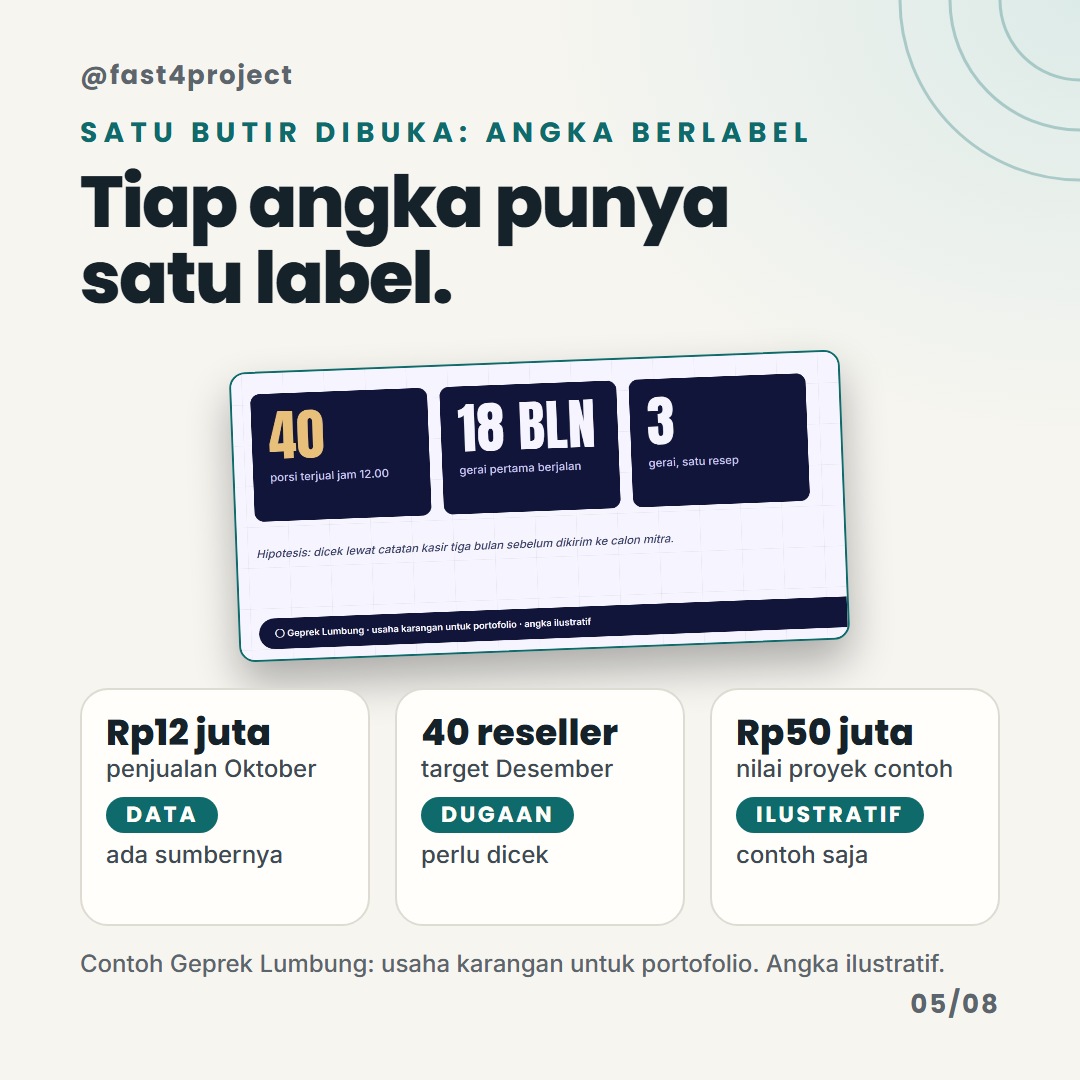 @fast4project
SATU BUTIR DIBUKA: ANGKA BERLABEL
Tiap angka punya
satu label.
40
porsi terjual jam 12.00
18 BLN
gerai pertama berjalan
3
gerai, satu resep
Hipotesis: dicek lewat catatan kasir tiga bulan sebelum dikirim ke calon mitra.
Geprek Lumbung · usaha karangan untuk portofolio · angka ilustratif
Rp12 juta
penjualan Oktober
DATA
ada sumbernya
40 reseller
target Desember
DUGAAN
perlu dicek
Rp50 juta
nilai proyek contoh
ILUSTRATIF
contoh saja
Contoh Geprek Lumbung: usaha karangan untuk portofolio. Angka ilustratif.
05/08